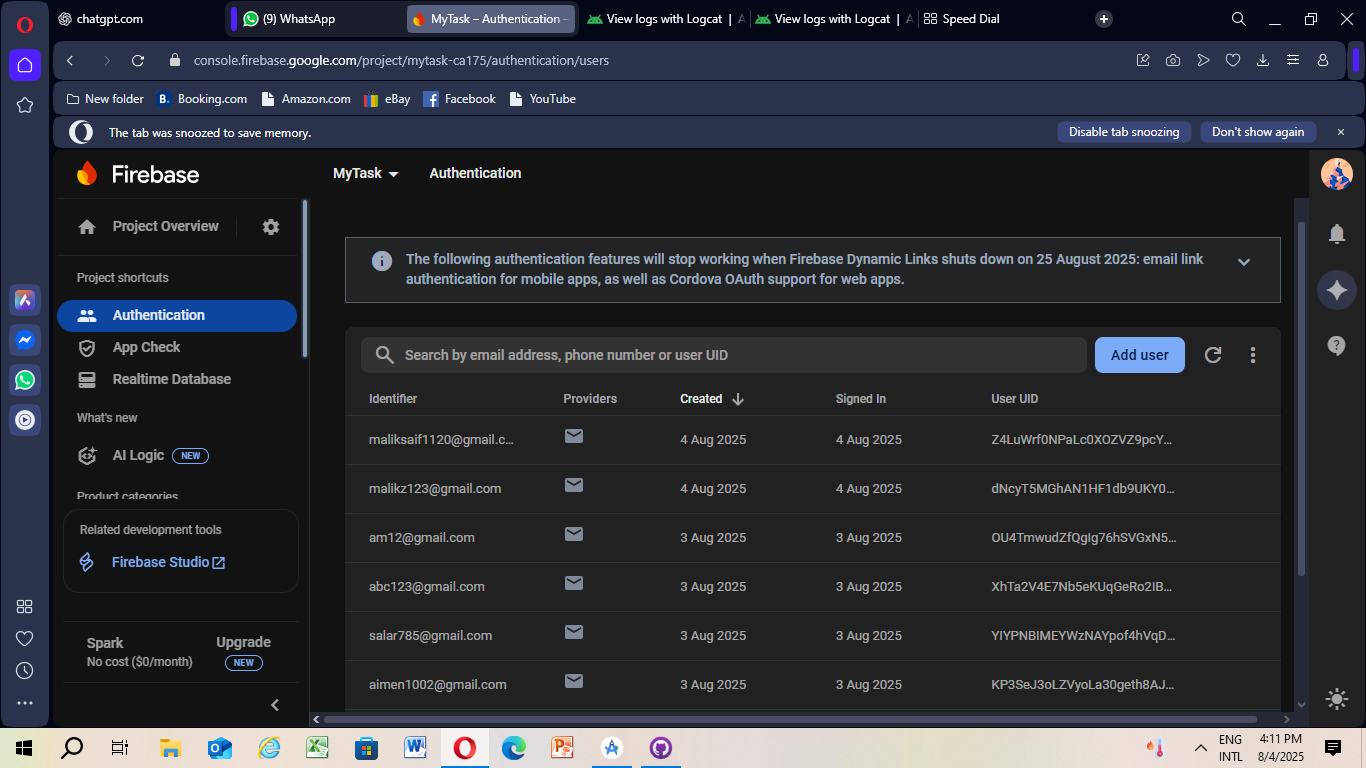 chatgpt.com
(9) WhatsApp
MyTask – Authentication –
View logs with Logcat | A
View logs with Logcat | A
Speed Dial
console.firebase.google.com/project/mytask-ca175/authentication/users
New folder
B. Booking.com
Amazon.com
eBay
Facebook
YouTube
The tab was snoozed to save memory.
Disable tab snoozing
Don't show again
Firebase
MyTask
Authentication
Project Overview
Project shortcuts
Authentication
App Check
Realtime Database
What's new
AI Logic NEW
Product categories
Related development tools
Firebase Studio
Spark
No cost ($0/month)
Upgrade
NEW
The following authentication features will stop working when Firebase Dynamic Links shuts down on 25 August 2025: email link
authentication for mobile apps, as well as Cordova OAuth support for web apps.
Search by email address, phone number or user UID
Add user
Identifier Providers Created Signed In User UID
maliksaif1120@gmail.c... 4 Aug 2025 4 Aug 2025 Z4LuWrf0NPaLc0XOZVZ9pcY...
malikz123@gmail.com 4 Aug 2025 4 Aug 2025 dNcyT5MGhAN1HF1db9UKY0...
am12@gmail.com 3 Aug 2025 3 Aug 2025 OU4TmwudZfQgIg76hSVGxN5...
abc123@gmail.com 3 Aug 2025 3 Aug 2025 XhTa2V4E7Nb5eKUqGeRo2IB...
salar785@gmail.com 3 Aug 2025 3 Aug 2025 YIYPNBIMEYWzNAYpof4hVqD...
aimen1002@gmail.com 3 Aug 2025 3 Aug 2025 KP3SeJ3oLZVyoLa30geth8AJ...
ENG
INTL
4:11 PM
8/4/2025